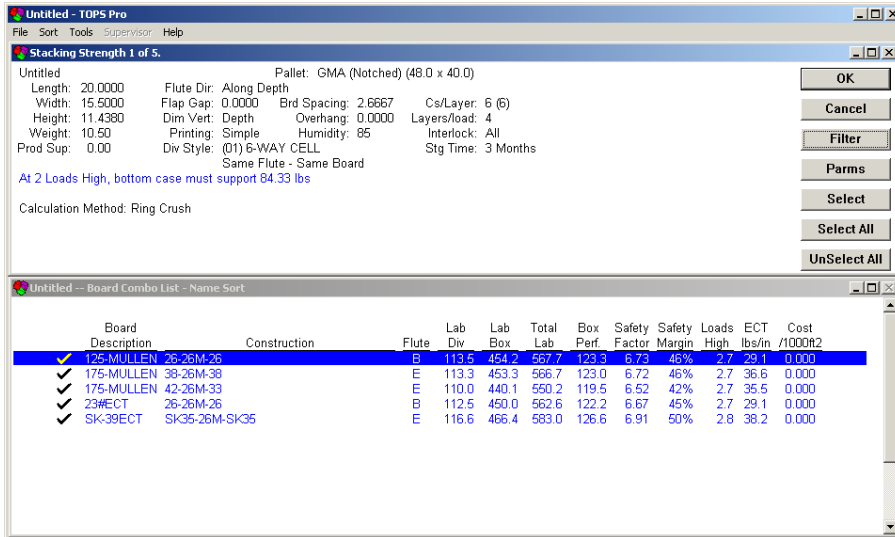 Untitled - TOPS Pro
File Sort Tools Supervisor Help
Stacking Strength 1 of 5.
Untitled Pallet: GMA (Notched) (48.0 x 40.0)
Length: 20.0000 Flute Dir: Along Depth
Width: 15.5000 Flap Gap: 0.0000 Brd Spacing: 2.6667 Cs/Layer: 6 (6)
Height: 11.4380 Dim Vert: Depth Overhang: 0.0000 Layers/load: 4
Weight: 10.50 Printing: Simple Humidity: 85 Interlock: All
Prod Sup: 0.00 Div Style: (01) 6-WAY CELL Stg Time: 3 Months
Same Flute - Same Board
At 2 Loads High, bottom case must support 84.33 lbs
Calculation Method: Ring Crush
OK
Cancel
Filter
Parms
Select
Select All
UnSelect All
Untitled -- Board Combo List - Name Sort
Board Lab Lab Total Box Safety Safety Loads ECT Cost
Description Construction Flute Div Box Lab Perf. Factor Margin High lbs/in /1000ft2
125-MULLEN 26-26M-26 B 113.5 454.2 567.7 123.3 6.73 46% 2.7 29.1 0.000
175-MULLEN 38-26M-38 E 113.3 453.3 566.7 123.0 6.72 46% 2.7 36.6 0.000
175-MULLEN 42-26M-33 E 110.0 440.1 550.2 119.5 6.52 42% 2.7 35.5 0.000
23#ECT 26-26M-26 B 112.5 450.0 562.6 122.2 6.67 45% 2.7 29.1 0.000
SK-39ECT SK35-26M-SK35 E 116.6 466.4 583.0 126.6 6.91 50% 2.8 38.2 0.000